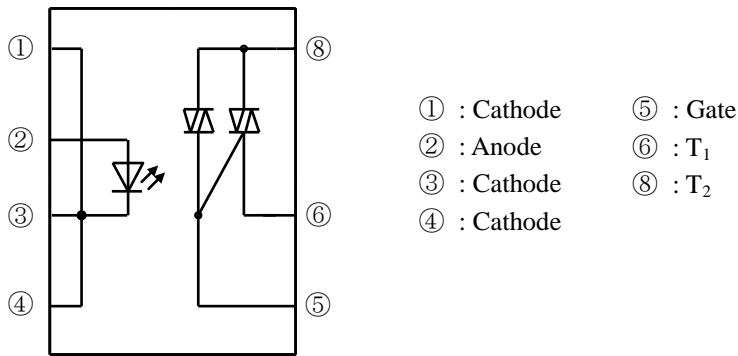 ①
②
③
④
⑧
⑥
⑤
① : Cathode ⑤ : Gate
② : Anode ⑥ : T₁
③ : Cathode ⑧ : T₂
④ : Cathode